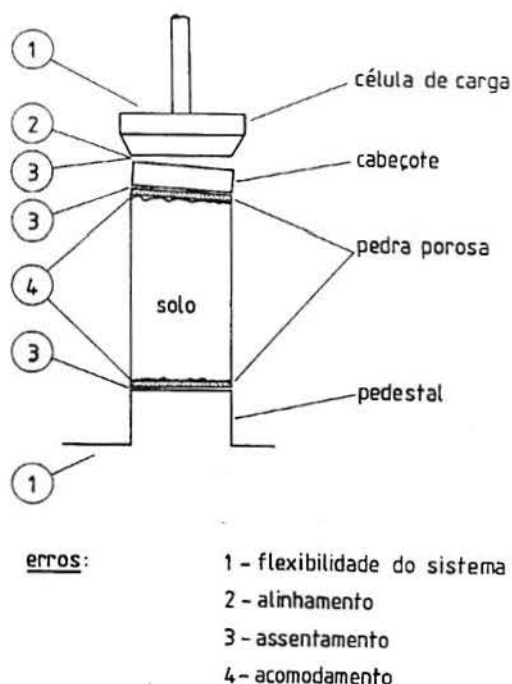 1
célula de carga
2
3
cabeçote
3
pedra porosa
4
solo
3
pedestal
1
erros:
1 - flexibilidade do sistema
2 - alinhamento
3 - assentamento
4 - acomodamento